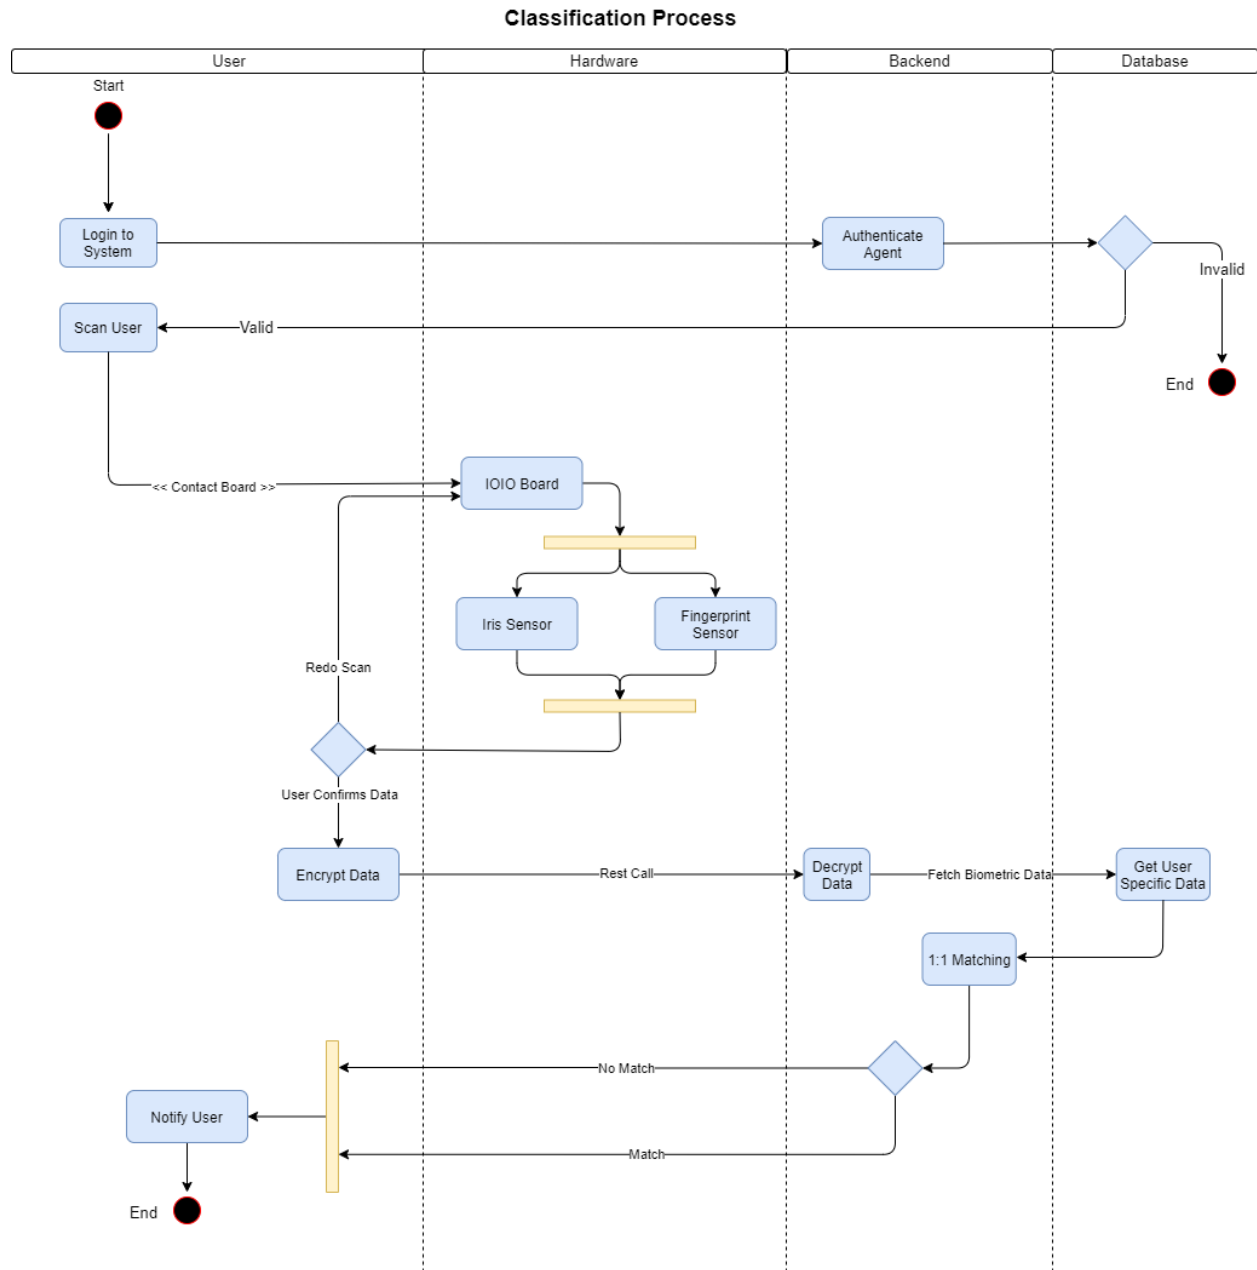 Classification Process
User
Hardware
Backend
Database
Start
Login to
System
Authenticate
Agent
Invalid
Scan User
Valid
End
<< Contact Board >>
IOIO Board
Iris Sensor
Fingerprint
Sensor
Redo Scan
User Confirms Data
Encrypt Data
Rest Call
Decrypt
Data
Fetch Biometric Data
Get User
Specific Data
1:1 Matching
No Match
Notify User
Match
End